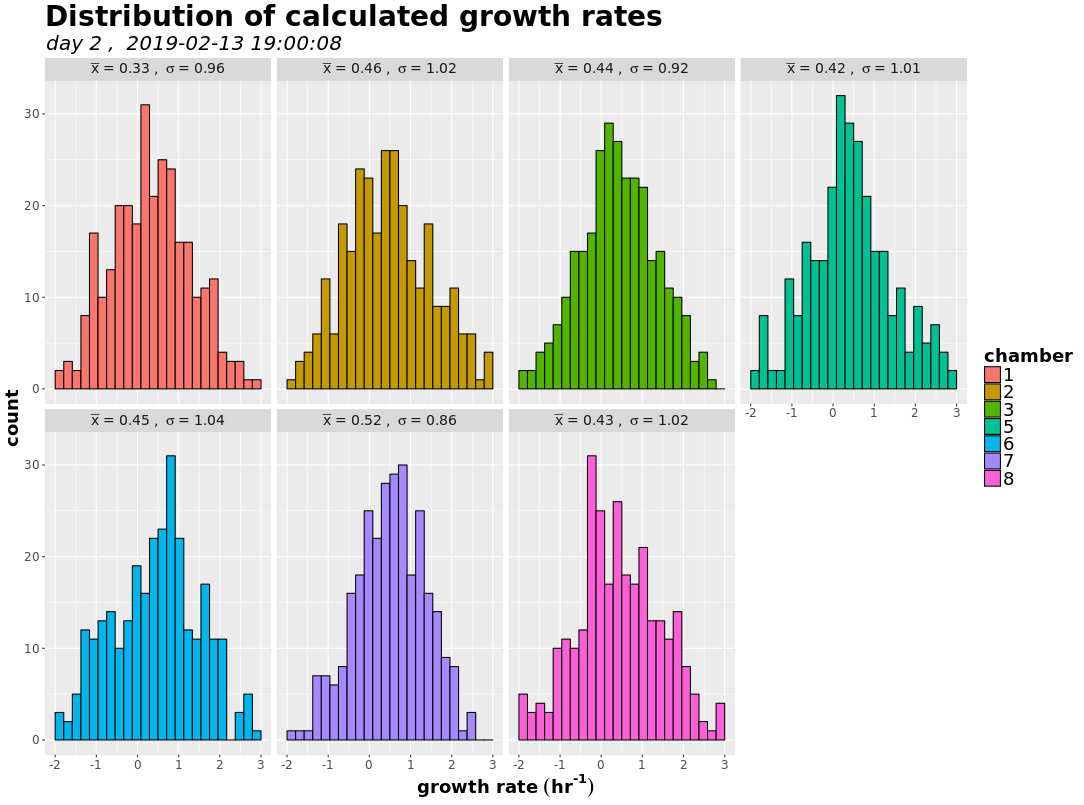 Distribution of calculated growth rates
day 2 ,  2019-02-13 19:00:08
x̅ = 0.33 ,  σ = 0.96
x̅ = 0.46 ,  σ = 1.02
x̅ = 0.44 ,  σ = 0.92
x̅ = 0.42 ,  σ = 1.01
30
20
10
0
-2 -1 0 1 2 3
x̅ = 0.45 ,  σ = 1.04
x̅ = 0.52 ,  σ = 0.86
x̅ = 0.43 ,  σ = 1.02
30
20
10
0
-2 -1 0 1 2 3
-2 -1 0 1 2 3
-2 -1 0 1 2 3
count
growth rate (hr⁻¹)
chamber
1
2
3
5
6
7
8